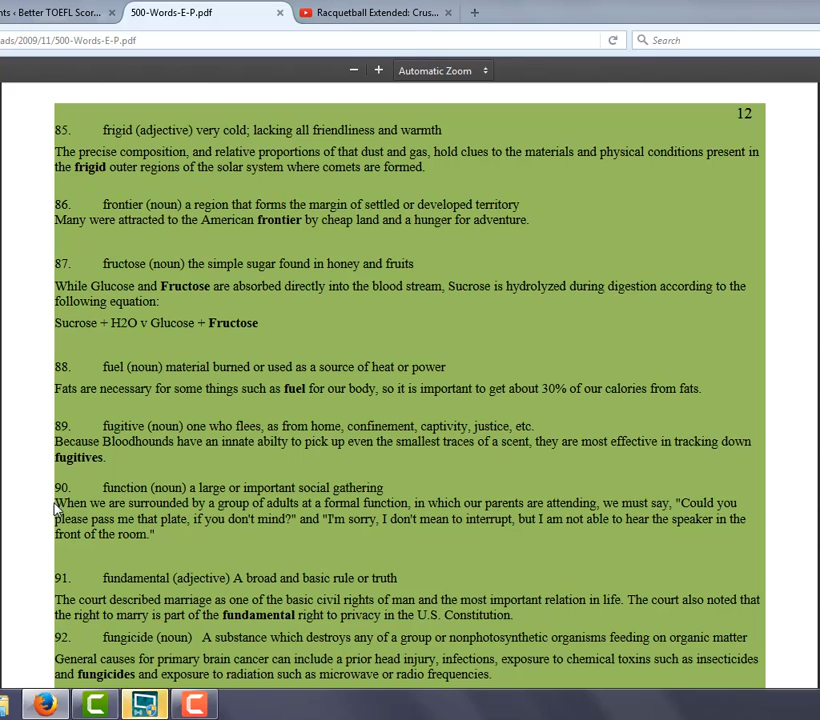 nts ‹ Better TOEFL Scor...
500-Words-E-P.pdf
Racquetball Extended: Crus...
ads/2009/11/500-Words-E-P.pdf
Search
Automatic Zoom
12
85. frigid (adjective) very cold; lacking all friendliness and warmth
The precise composition, and relative proportions of that dust and gas, hold clues to the materials and physical conditions present in
the frigid outer regions of the solar system where comets are formed.
86. frontier (noun) a region that forms the margin of settled or developed territory
Many were attracted to the American frontier by cheap land and a hunger for adventure.
87. fructose (noun) the simple sugar found in honey and fruits
While Glucose and Fructose are absorbed directly into the blood stream, Sucrose is hydrolyzed during digestion according to the
following equation:
Sucrose + H2O v Glucose + Fructose
88. fuel (noun) material burned or used as a source of heat or power
Fats are necessary for some things such as fuel for our body, so it is important to get about 30% of our calories from fats.
89. fugitive (noun) one who flees, as from home, confinement, captivity, justice, etc.
Because Bloodhounds have an innate abilty to pick up even the smallest traces of a scent, they are most effective in tracking down
fugitives.
90. function (noun) a large or important social gathering
When we are surrounded by a group of adults at a formal function, in which our parents are attending, we must say, "Could you
please pass me that plate, if you don't mind?" and "I'm sorry, I don't mean to interrupt, but I am not able to hear the speaker in the
front of the room."
91. fundamental (adjective) A broad and basic rule or truth
The court described marriage as one of the basic civil rights of man and the most important relation in life. The court also noted that
the right to marry is part of the fundamental right to privacy in the U.S. Constitution.
92. fungicide (noun) A substance which destroys any of a group or nonphotosynthetic organisms feeding on organic matter
General causes for primary brain cancer can include a prior head injury, infections, exposure to chemical toxins such as insecticides
and fungicides and exposure to radiation such as microwave or radio frequencies.